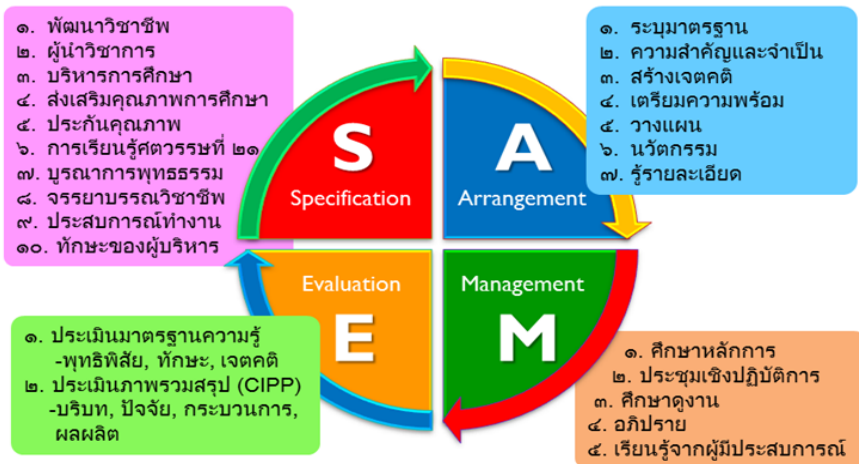 ๑. พัฒนาวิชาชีพ
๒. ผู้นำวิชาการ
๓. บริหารการศึกษา
๔. ส่งเสริมคุณภาพการศึกษา
๕. ประกันคุณภาพ
๖. การเรียนรู้ศตวรรษที่ ๒๑
๗. บูรณาการพุทธธรรม
๘. จรรยาบรรณวิชาชีพ
๙. ประสบการณ์ทำงาน
๑๐. ทักษะของผู้บริหาร
S
Specification
A
Arrangement
๑. ระบุมาตรฐาน
๒. ความสำคัญและจำเป็น
๓. สร้างเจตคติ
๔. เตรียมความพร้อม
๕. วางแผน
๖. นวัตกรรม
๗. รู้รายละเอียด
Evaluation
E
Management
M
๑. ประเมินมาตรฐานความรู้
-พุทธิพิสัย, ทักษะ, เจตคติ
๒. ประเมินภาพรวมสรุป (CIPP)
-บริบท, ปัจจัย, กระบวนการ,
ผลผลิต
๑. ศึกษาหลักการ
๒. ประชุมเชิงปฏิบัติการ
๓. ศึกษาดูงาน
๔. อภิปราย
๕. เรียนรู้จากผู้มีประสบการณ์